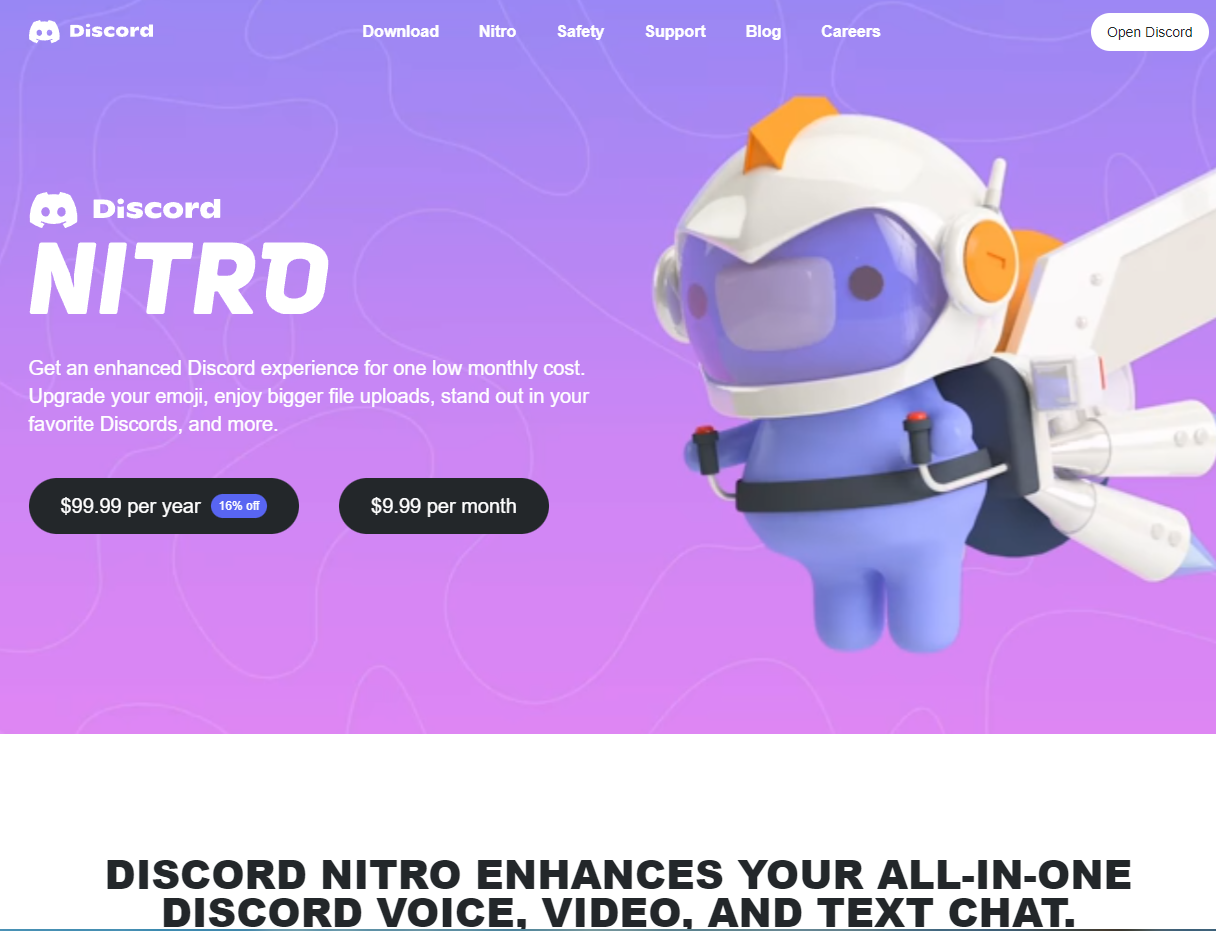 Discord
Download Nitro Safety Support Blog Careers
Open Discord
Discord
NITRO
Get an enhanced Discord experience for one low monthly cost.
Upgrade your emoji, enjoy bigger file uploads, stand out in your
favorite Discords, and more.
$99.99 per year 16% off
$9.99 per month
DISCORD NITRO ENHANCES YOUR ALL-IN-ONE
DISCORD VOICE, VIDEO, AND TEXT CHAT.